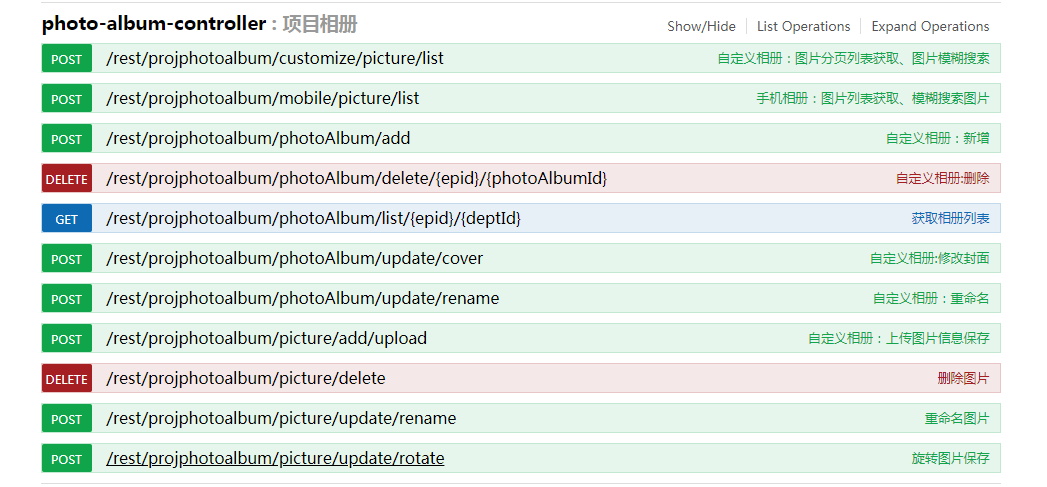 photo-album-controller : 项目相册 Show/Hide List Operations Expand Operations
POST /rest/projphotoalbum/customize/picture/list 自定义相册：图片分页列表获取、图片模糊搜索
POST /rest/projphotoalbum/mobile/picture/list 手机相册：图片列表获取、模糊搜索图片
POST /rest/projphotoalbum/photoAlbum/add 自定义相册：新增
DELETE /rest/projphotoalbum/photoAlbum/delete/{epid}/{photoAlbumId} 自定义相册:删除
GET /rest/projphotoalbum/photoAlbum/list/{epid}/{deptId} 获取相册列表
POST /rest/projphotoalbum/photoAlbum/update/cover 自定义相册:修改封面
POST /rest/projphotoalbum/photoAlbum/update/rename 自定义相册：重命名
POST /rest/projphotoalbum/picture/add/upload 自定义相册：上传图片信息保存
DELETE /rest/projphotoalbum/picture/delete 删除图片
POST /rest/projphotoalbum/picture/update/rename 重命名图片
POST /rest/projphotoalbum/picture/update/rotate 旋转图片保存